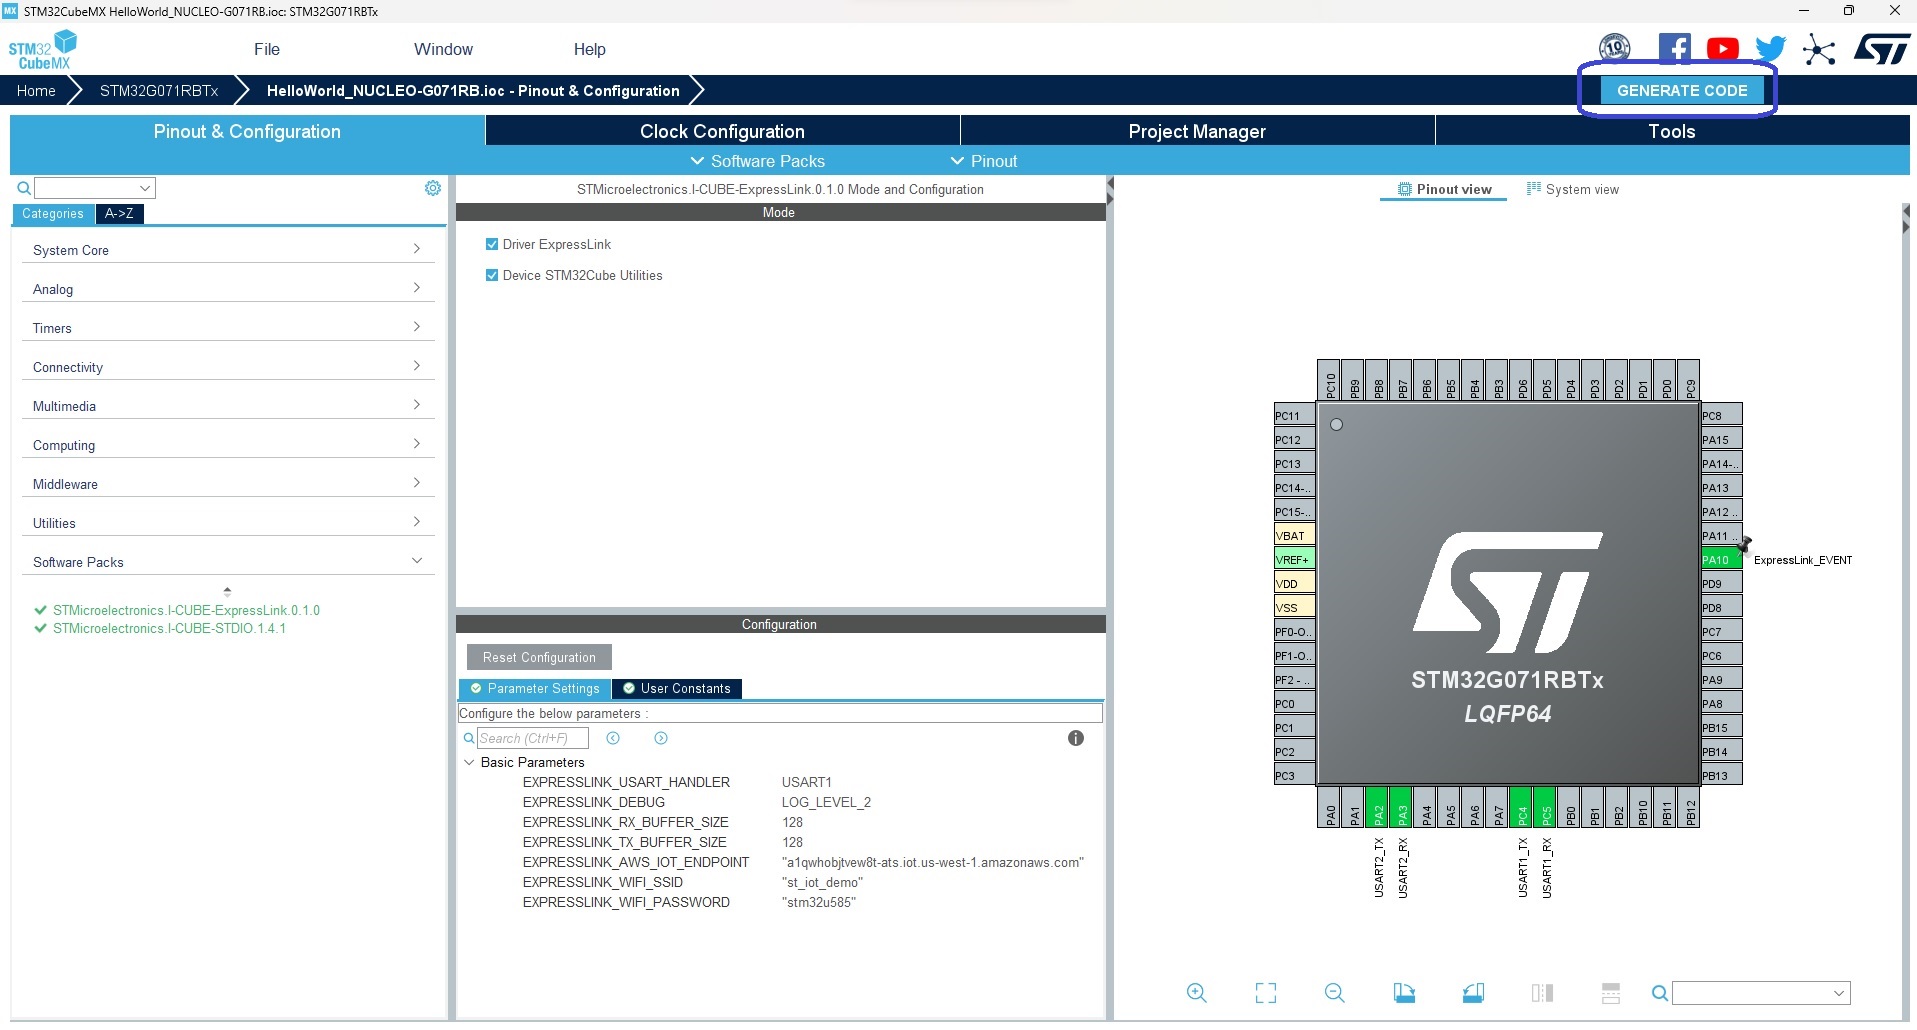 MX STM32CubeMX HelloWorld_NUCLEO-G071RB.ioc: STM32G071RBTx
STM32
CubeMX
File Window Help
10
ST
Home STM32G071RBTx HelloWorld_NUCLEO-G071RB.ioc - Pinout & Configuration GENERATE CODE
Pinout & Configuration Clock Configuration Project Manager Tools
Software Packs Pinout
Categories A->Z
System Core
Analog
Timers
Connectivity
Multimedia
Computing
Middleware
Utilities
Software Packs
STMicroelectronics.I-CUBE-ExpressLink.0.1.0
STMicroelectronics.I-CUBE-STDIO.1.4.1
STMicroelectronics.I-CUBE-ExpressLink.0.1.0 Mode and Configuration
Mode
Driver ExpressLink
Device STM32Cube Utilities
Configuration
Reset Configuration
Parameter Settings User Constants
Configure the below parameters :
Search (Ctrl+F)
Basic Parameters
EXPRESSLINK_USART_HANDLER USART1
EXPRESSLINK_DEBUG LOG_LEVEL_2
EXPRESSLINK_RX_BUFFER_SIZE 128
EXPRESSLINK_TX_BUFFER_SIZE 128
EXPRESSLINK_AWS_IOT_ENDPOINT "a1qwhobjtvew8t-ats.iot.us-west-1.amazonaws.com"
EXPRESSLINK_WIFI_SSID "st_iot_demo"
EXPRESSLINK_WIFI_PASSWORD "stm32u585"
Pinout view System view
PC10 PB9 PB8 PB7 PB6 PB5 PB4 PB3 PD6 PD5 PD4 PD3 PD2 PD1 PD0 PC9
PC11 PC8
PC12 PA15
PC13 PA14-..
PC14-.. PA13
PC15-.. PA12 ..
VBAT PA11 ..
VREF+ PA10 ExpressLink_EVENT
VDD PD9
VSS PD8
PF0-O.. PC7
PF1-O.. PC6
PF2 - .. PA9
PC0 PA8
PC1 PB15
PC2 PB14
PC3 PB13
ST
STM32G071RBTx
LQFP64
PA0 PA1 PA2 PA3 PA4 PA5 PA6 PA7 PC4 PC5 PB0 PB1 PB2 PB10 PB11 PB12
USART2_TX USART2_RX USART1_TX USART1_RX